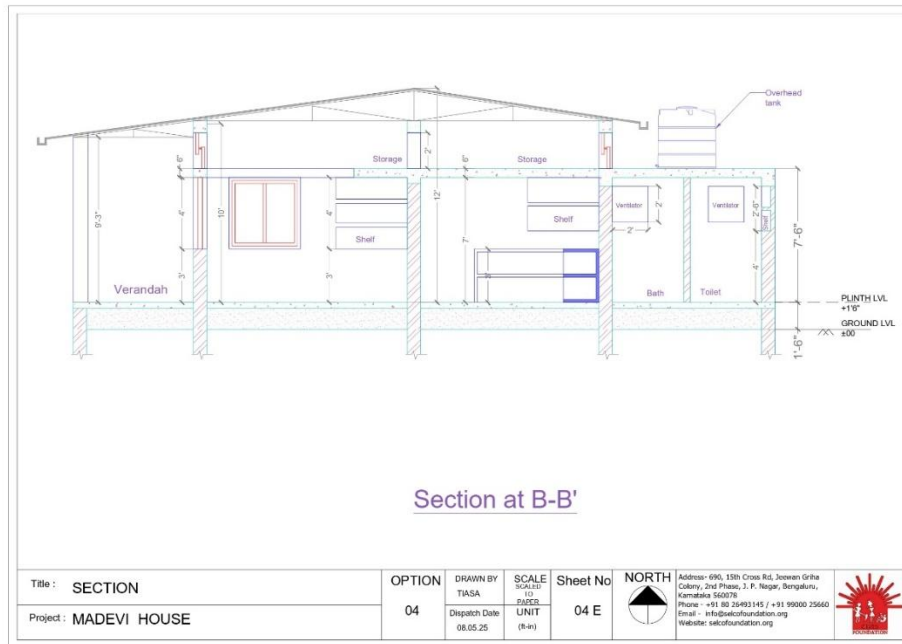 Overhead
tank
Storage
2'
Storage
6"
6"
9'-3"
10'
4'
4'
12'
7'
Shelf
Shelf
Ventilator
2'
2'
Ventilator
2'-6"
Shelf
7'-6"
3'
3'
3'
4'
Verandah
Bath
Toilet
PLINTH LVL
+1'6"
GROUND LVL
±00
1'-6"
Section at B-B'
Title : SECTION
Project : MADEVI HOUSE
OPTION
04
DRAWN BY
TIASA
Dispatch Date
08.05.25
SCALE
SCALED
TO
PAPER
UNIT
(ft-in)
Sheet No
04 E
NORTH
Address- 690, 15th Cross Rd, Jeewan Griha
Colony, 2nd Phase, J. P. Nagar, Bengaluru,
Karnataka 560078
Phone - +91 80 26493145 / +91 99000 25660
Email - info@selcofoundation.org
Website: selcofoundation.org
FOUNDATION